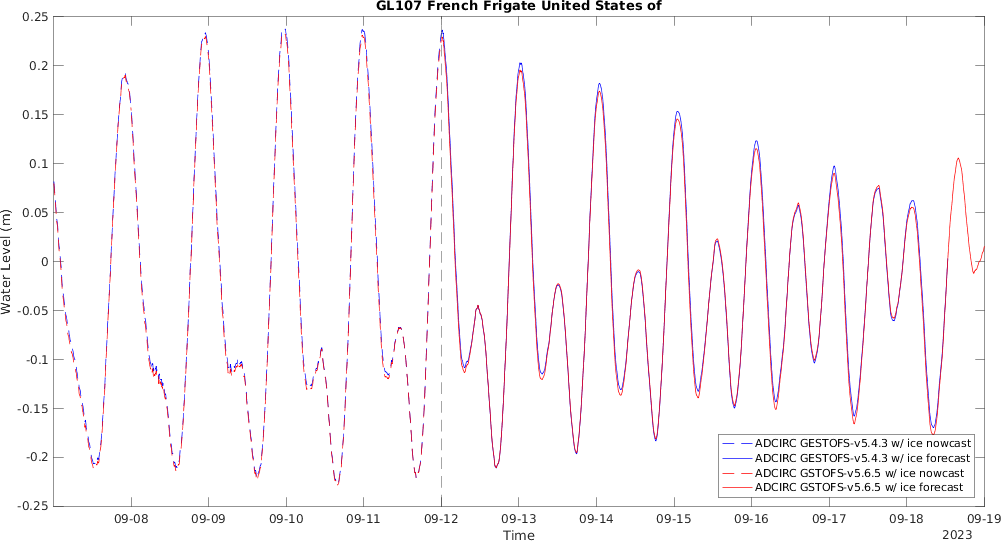 GL107 French Frigate United States of
0.25
0.2
0.15
0.1
0.05
0
-0.05
-0.1
-0.15
-0.2
-0.25
Water Level (m)
ADCIRC GESTOFS-v5.4.3 w/ ice nowcast
ADCIRC GESTOFS-v5.4.3 w/ ice forecast
ADCIRC GSTOFS-v5.6.5 w/ ice nowcast
ADCIRC GSTOFS-v5.6.5 w/ ice forecast
09-08 09-09 09-10 09-11 09-12 09-13 09-14 09-15 09-16 09-17 09-18 09-19
Time
2023